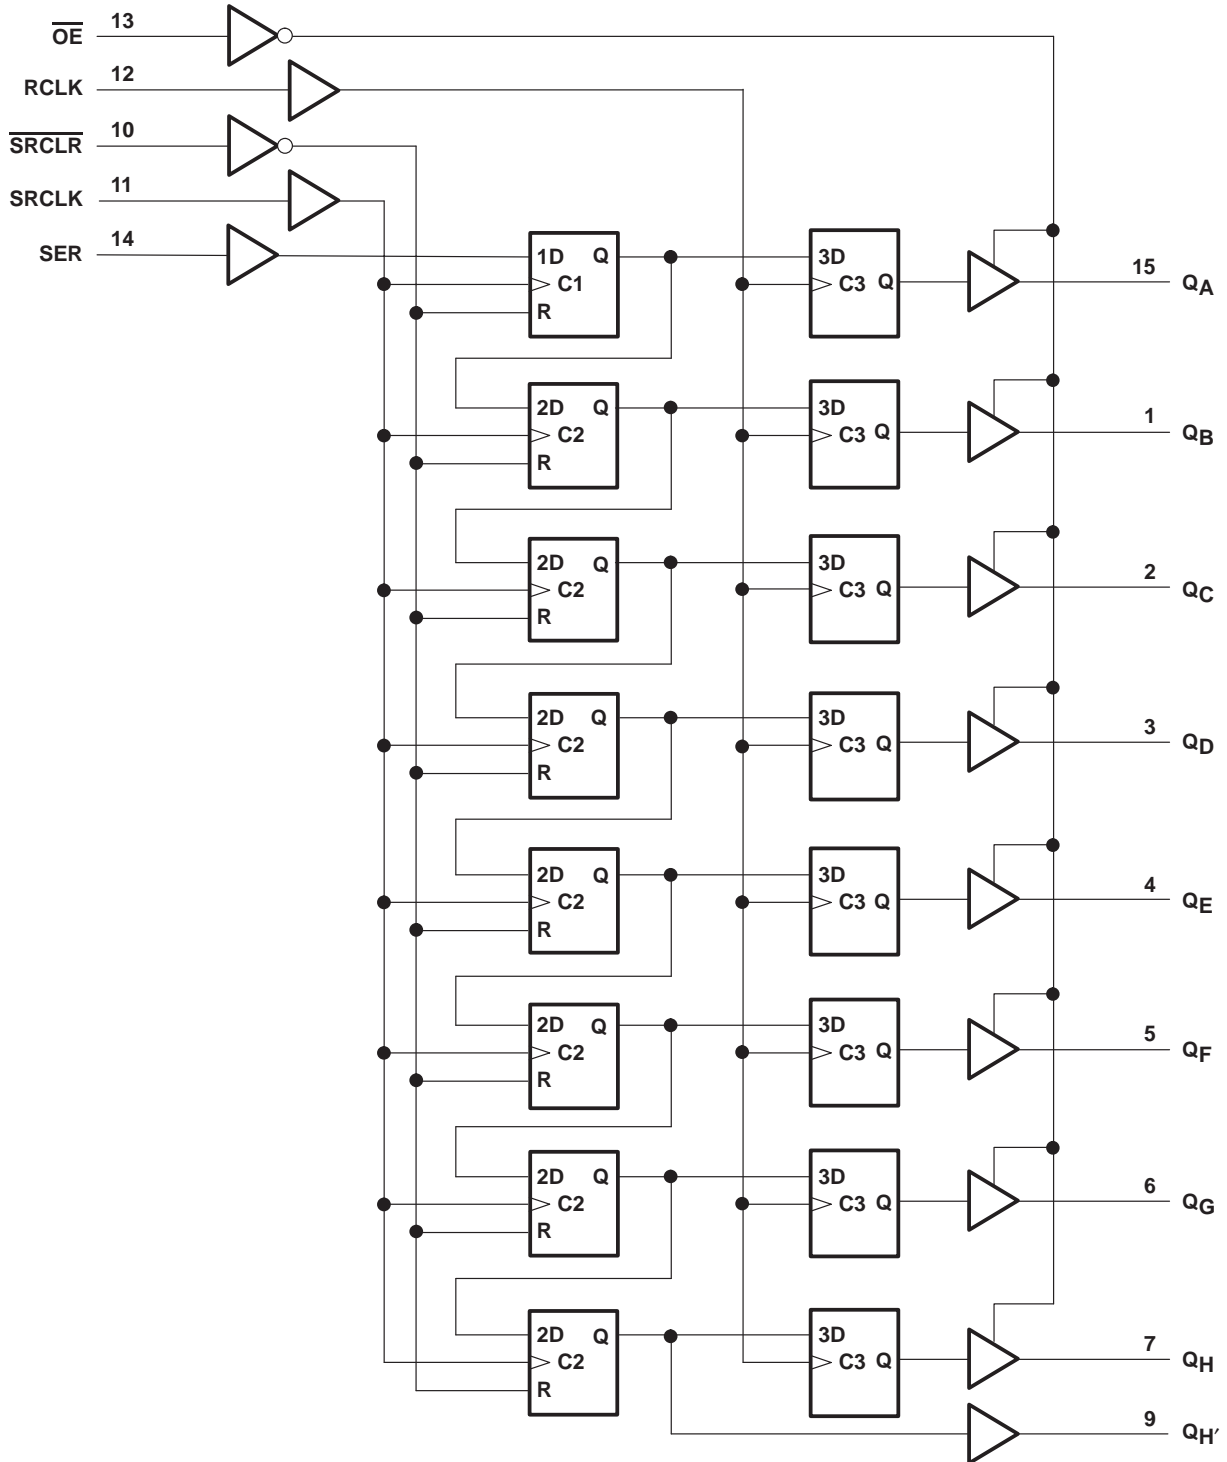 13
OE
12
RCLK
10
SRCLR
11
SRCLK
14
SER
1D Q
C1
R
3D
C3 Q
15
QA
2D Q
C2
R
3D
C3 Q
1
QB
2D Q
C2
R
3D
C3 Q
2
QC
2D Q
C2
R
3D
C3 Q
3
QD
2D Q
C2
R
3D
C3 Q
4
QE
2D Q
C2
R
3D
C3 Q
5
QF
2D Q
C2
R
3D
C3 Q
6
QG
2D Q
C2
R
3D
C3 Q
7
QH
9
QH′